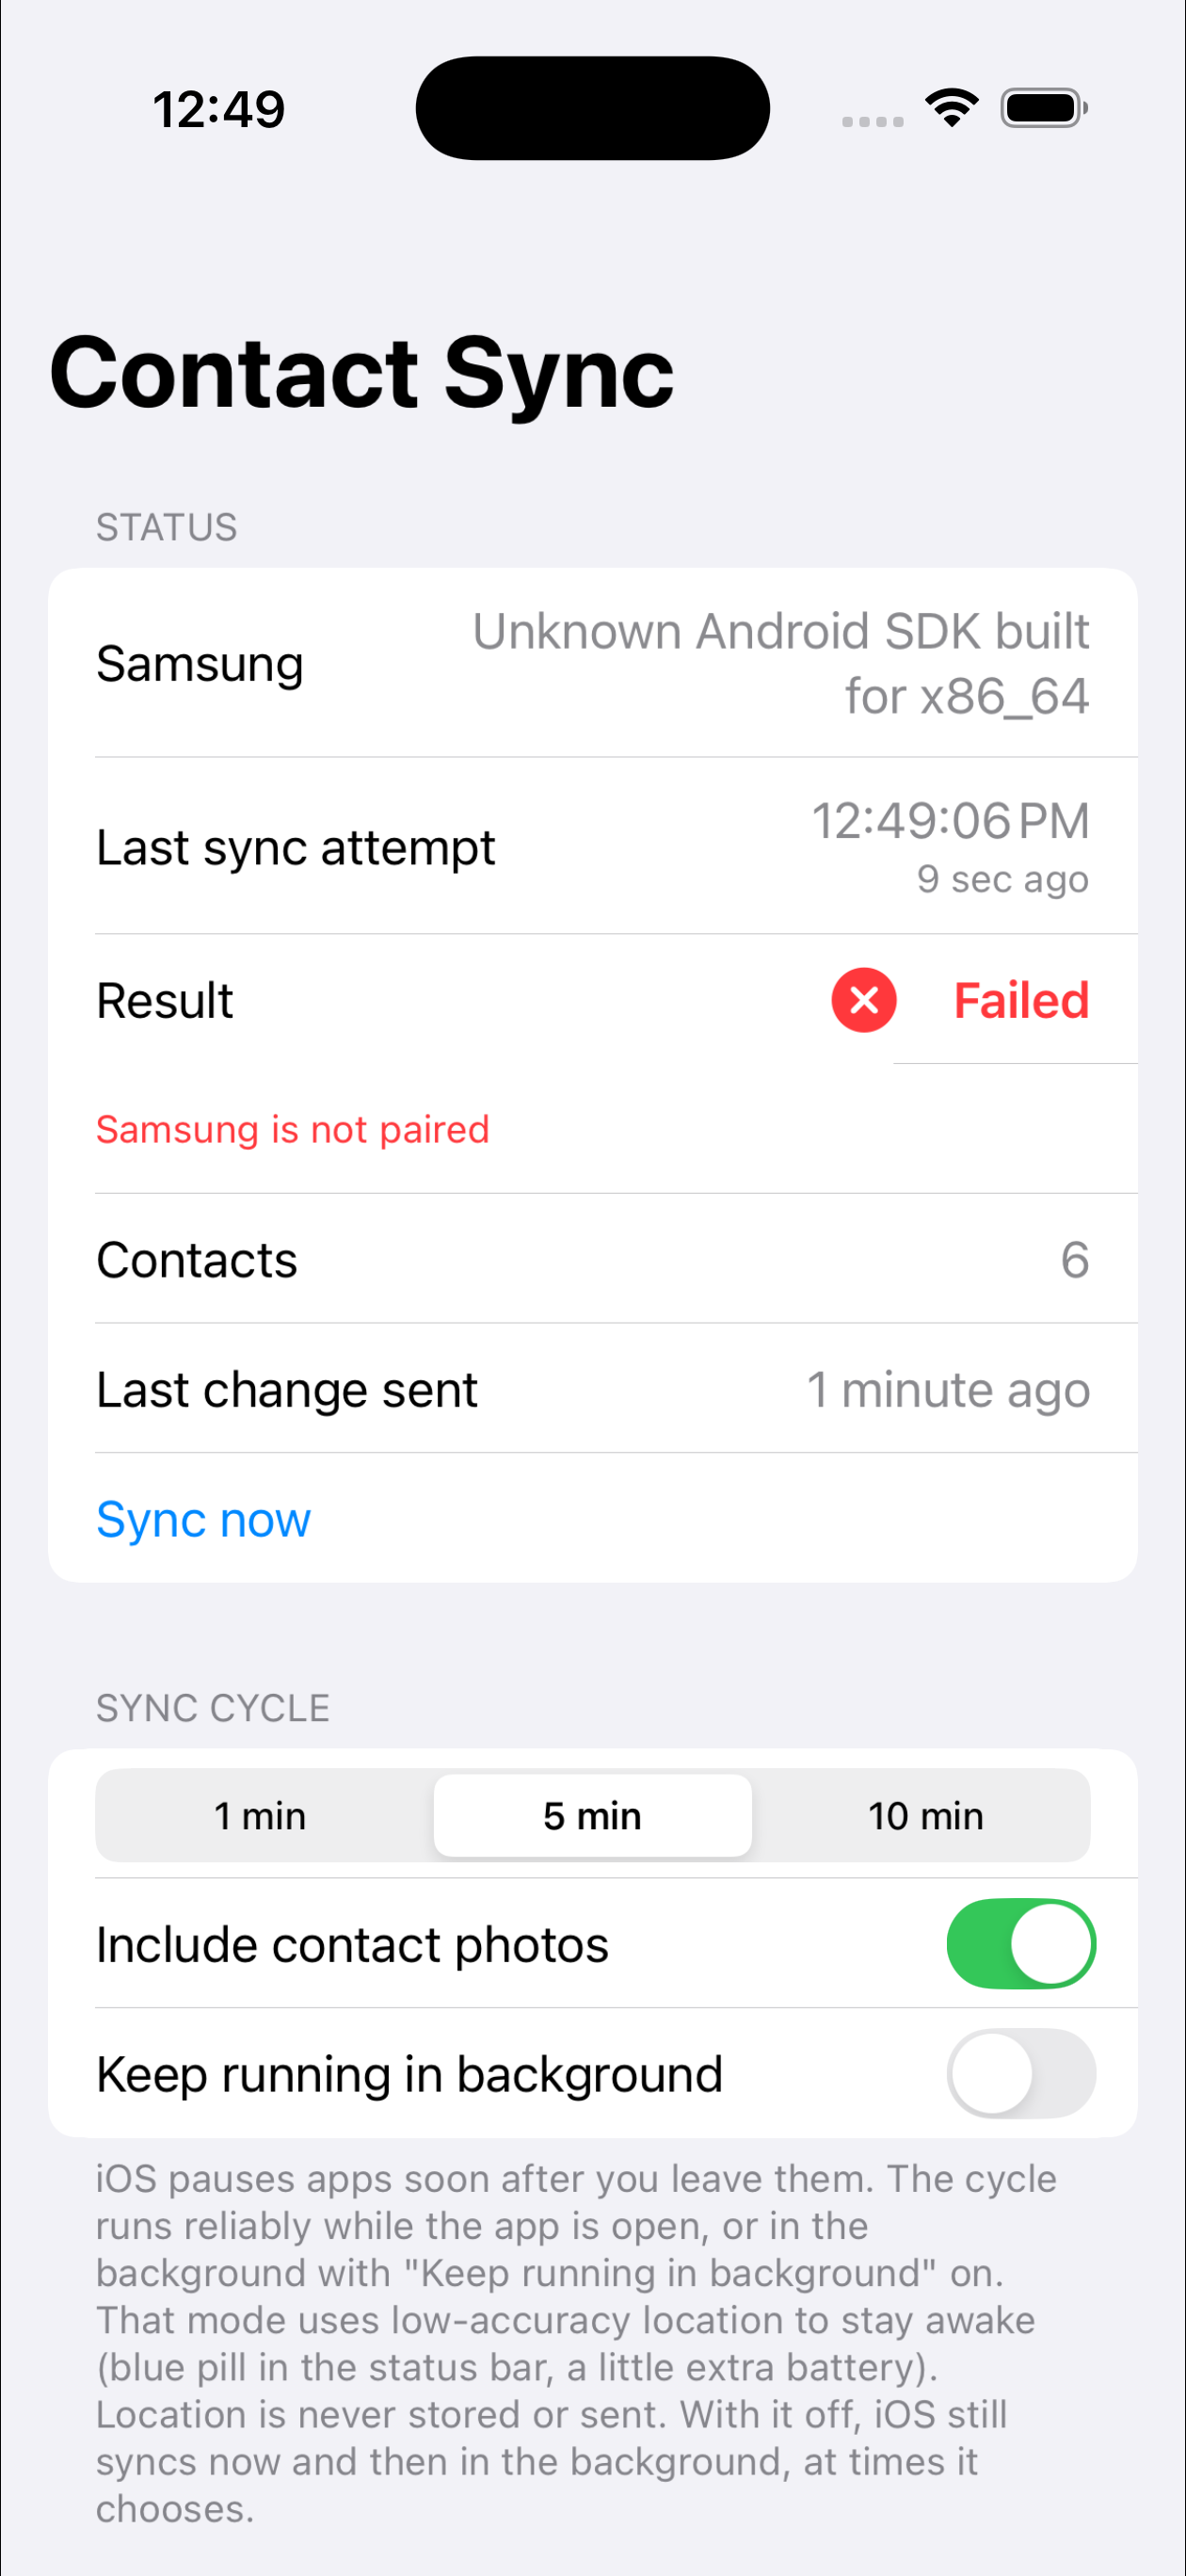 12:49
Contact Sync
STATUS
Samsung
Unknown Android SDK built
for x86_64
Last sync attempt
12:49:06 PM
9 sec ago
Result
Failed
Samsung is not paired
Contacts
6
Last change sent
1 minute ago
Sync now
SYNC CYCLE
1 min
5 min
10 min
Include contact photos
Keep running in background
iOS pauses apps soon after you leave them. The cycle
runs reliably while the app is open, or in the
background with "Keep running in background" on.
That mode uses low-accuracy location to stay awake
(blue pill in the status bar, a little extra battery).
Location is never stored or sent. With it off, iOS still
syncs now and then in the background, at times it
chooses.